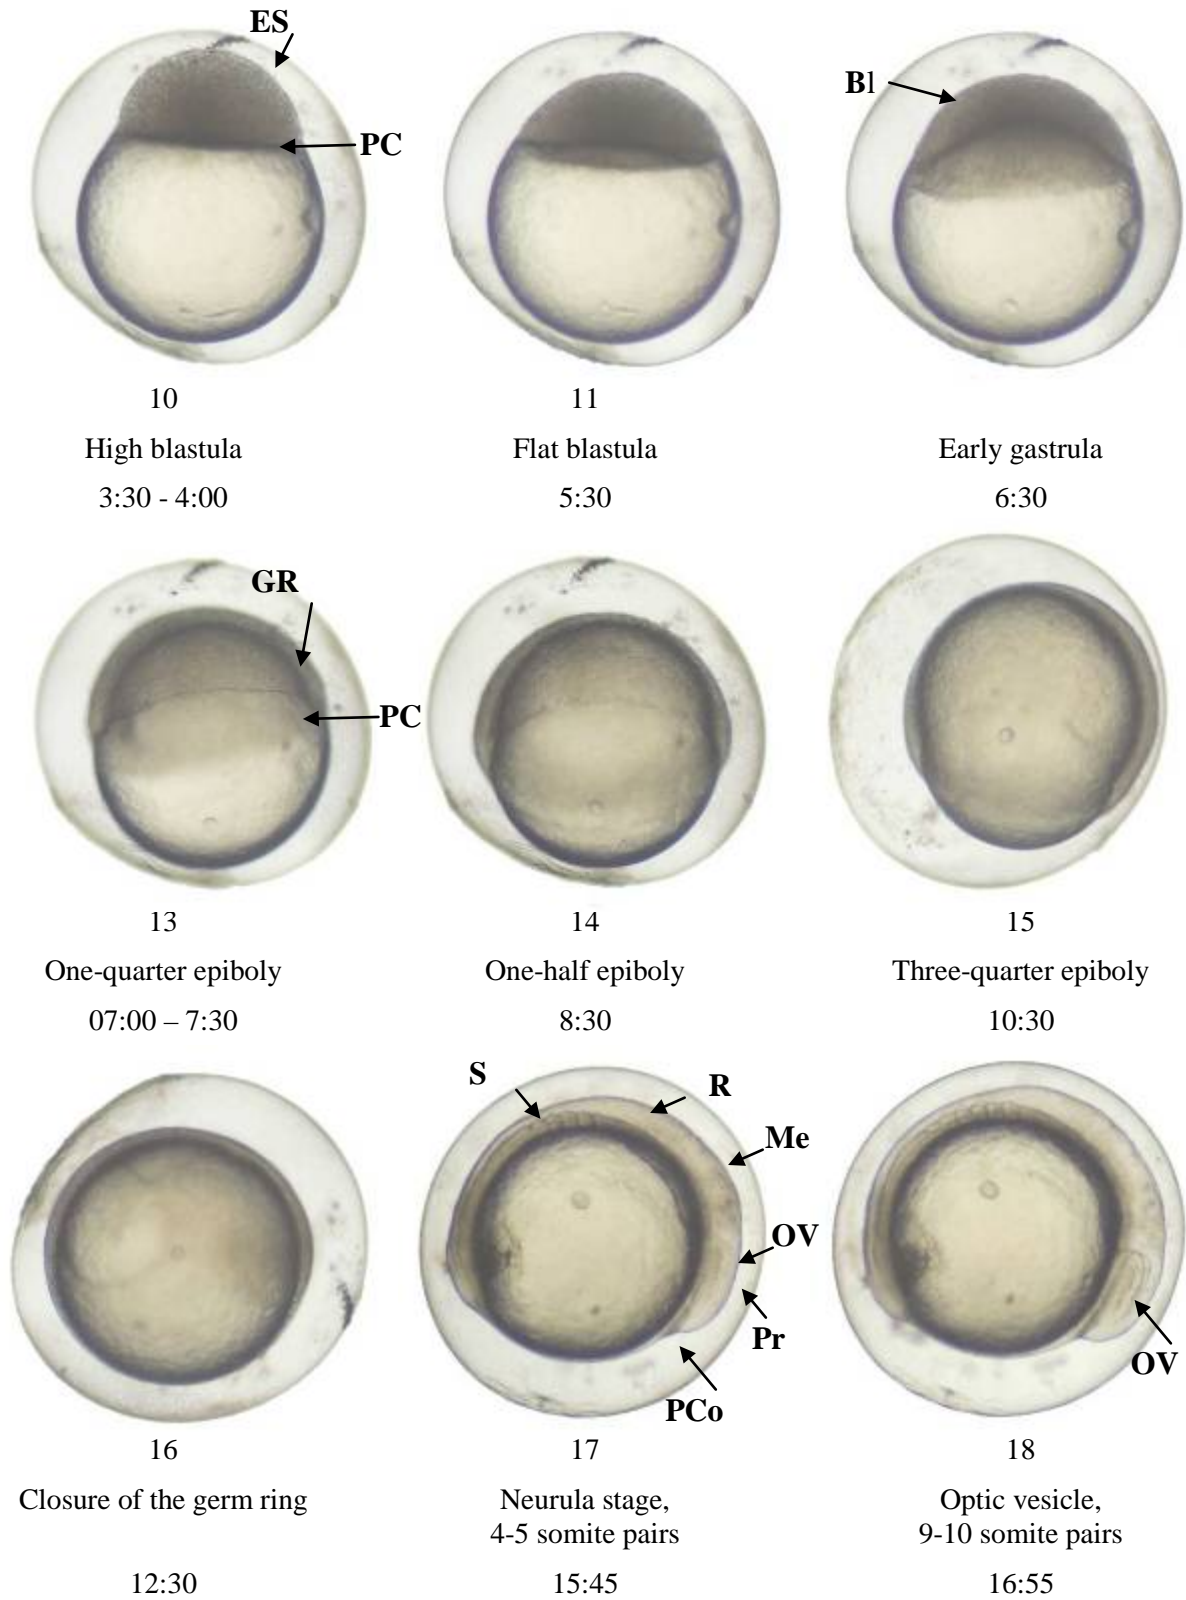 ES
PC
Bl
10
11
High blastula
Flat blastula
Early gastrula
3:30 - 4:00
5:30
6:30
GR
PC
13
14
15
One-quarter epiboly
One-half epiboly
Three-quarter epiboly
07:00 – 7:30
8:30
10:30
S
R
Me
OV
Pr
PCo
OV
16
17
18
Closure of the germ ring
Neurula stage,
4-5 somite pairs
Optic vesicle,
9-10 somite pairs
12:30
15:45
16:55